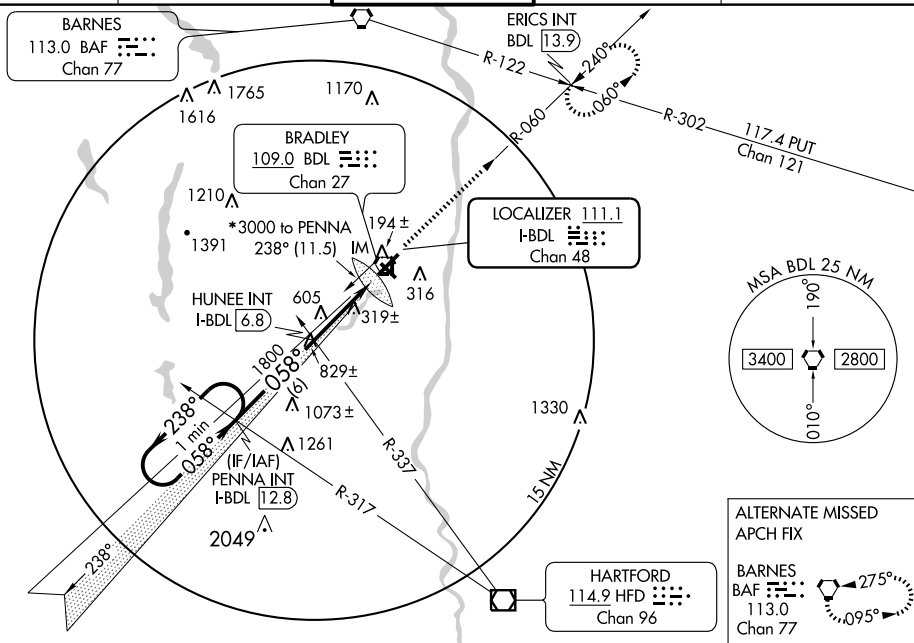 BARNES
113.0 BAF
Chan 77
ERICS INT
BDL 13.9
R-122
240°
060°
R-060
R-302
117.4 PUT
Chan 121
1765
1616
1170
BRADLEY
109.0 BDL
Chan 27
1210
1391
*3000 to PENNA
238° (11.5)
IM
194 ±
LOCALIZER 111.1
I-BDL
Chan 48
316
HUNEE INT
I-BDL 6.8
605
319±
829±
1800
058°
(6)
1073 ±
1261
238°
1 min
058°
(IF/IAF)
PENNA INT
I-BDL 12.8
2049
238°
R-337
R-317
1330
15 NM
MSA BDL 25 NM
190°
3400
2800
010°
HARTFORD
114.9 HFD
Chan 96
ALTERNATE MISSED
APCH FIX
BARNES
BAF
113.0
Chan 77
275°
095°